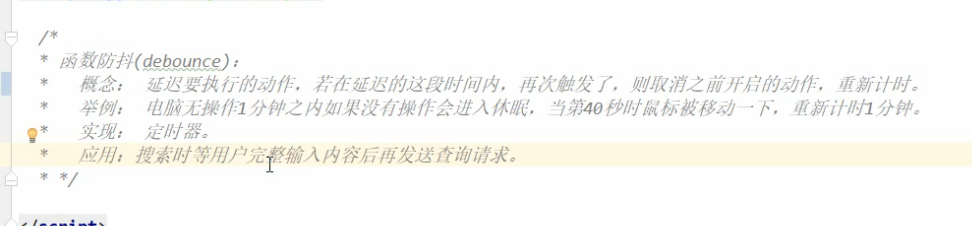 /*
* 函数防抖(debounce)：
* 概念： 延迟要执行的动作，若在延迟的这段时间内，再次触发了，则取消之前开启的动作，重新计时。
* 举例： 电脑无操作1分钟之内如果没有操作会进入休眠，当第40秒时鼠标被移动一下，重新计时1分钟。
* 实现： 定时器。
* 应用：搜索时等用户完整输入内容后再发送查询请求。
* */
</script>